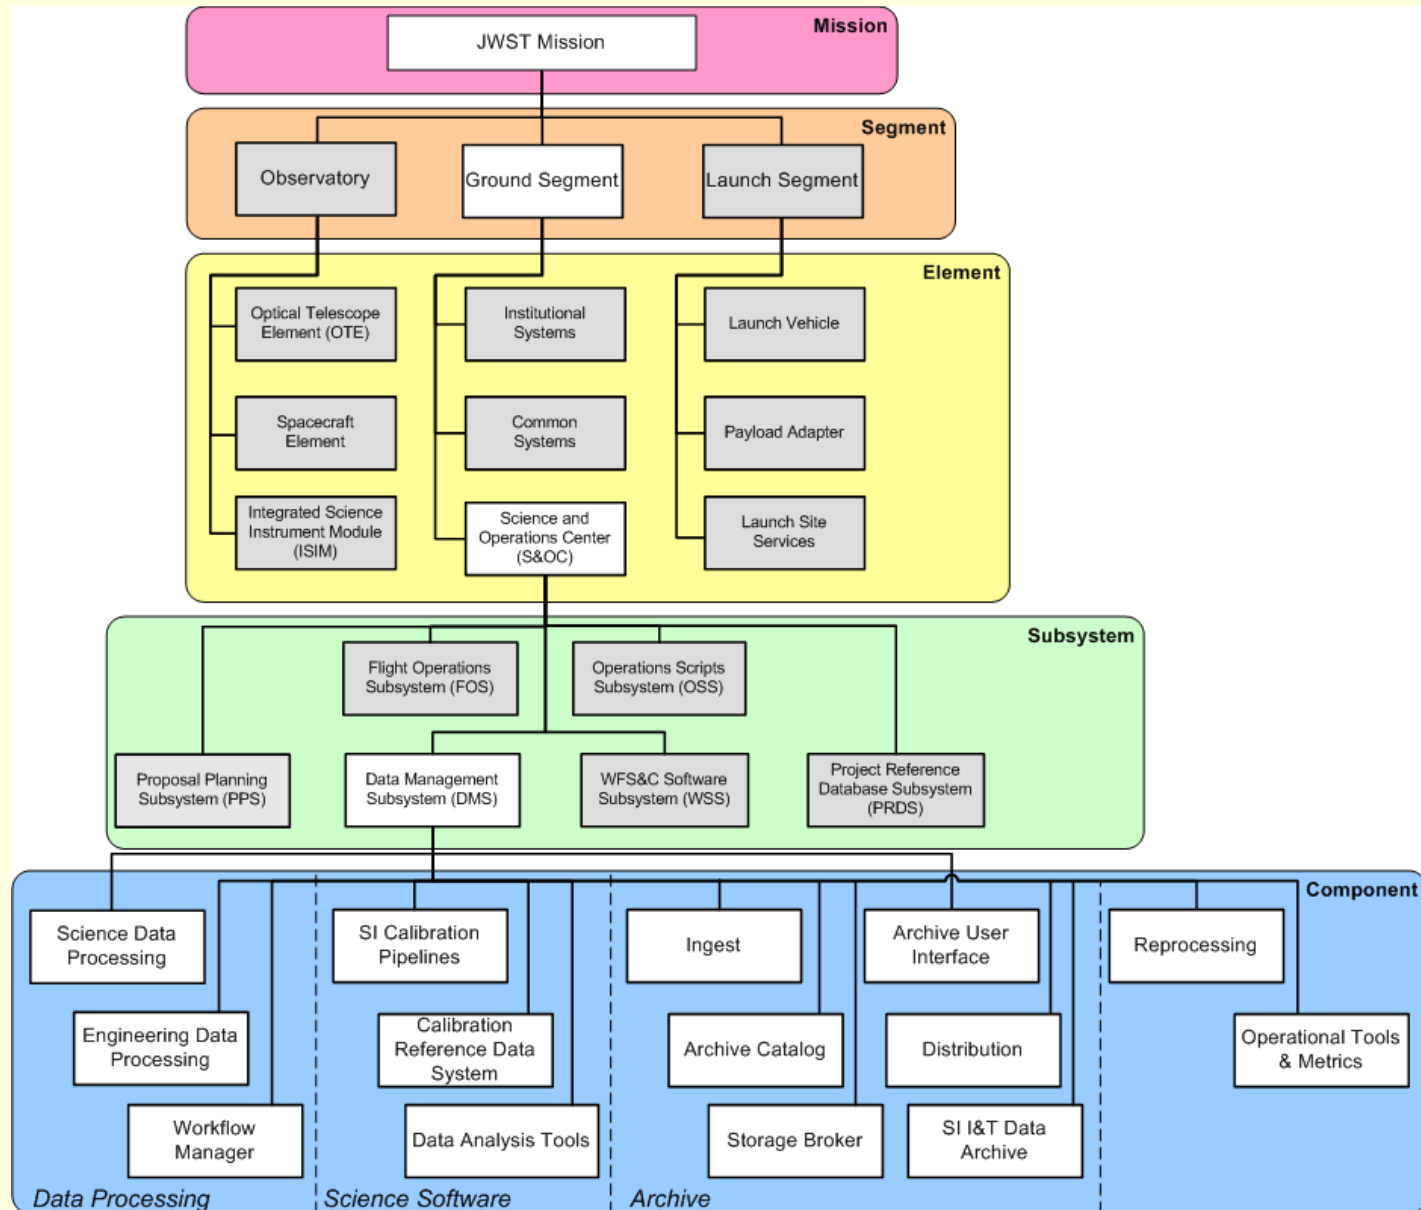 Mission
JWST Mission
Segment
Observatory
Ground Segment
Launch Segment
Element
Optical Telescope
Element (OTE)
Institutional
Systems
Launch Vehicle
Spacecraft
Element
Common
Systems
Payload Adapter
Integrated Science
Instrument Module
(ISIM)
Science and
Operations Center
(S&OC)
Launch Site
Services
Subsystem
Flight Operations
Subsystem (FOS)
Operations Scripts
Subsystem (OSS)
Proposal Planning
Subsystem (PPS)
Data Management
Subsystem (DMS)
WFS&C Software
Subsystem (WSS)
Project Reference
Database Subsystem
(PRDS)
Component
Science Data
Processing
SI Calibration
Pipelines
Ingest
Archive User
Interface
Reprocessing
Engineering Data
Processing
Calibration
Reference Data
System
Archive Catalog
Distribution
Operational Tools
& Metrics
Workflow
Manager
Data Analysis Tools
Storage Broker
SI I&T Data
Archive
Data Processing
Science Software
Archive